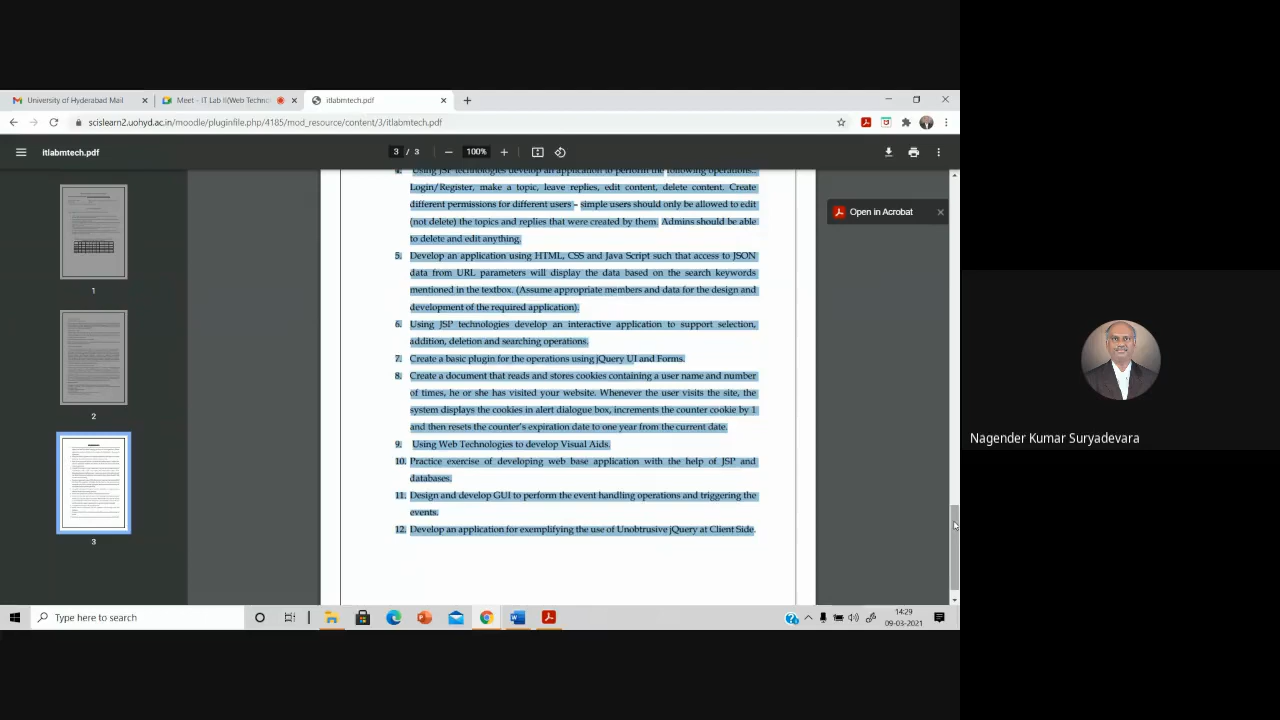 University of Hyderabad Mail
Meet – IT Lab II(Web Techno
itlabmtech.pdf
scislearn2.uohyd.ac.in/moodle/pluginfile.php/4185/mod_resource/content/3/itlabmtech.pdf
itlabmtech.pdf
3 / 3
100%
Open in Acrobat
1
2
3
4. Using JSP technologies develop an application to perform the following operations:.
Login/Register, make a topic, leave replies, edit content, delete content. Create
different permissions for different users – simple users should only be allowed to edit
(not delete) the topics and replies that were created by them. Admins should be able
to delete and edit anything.
5. Develop an application using HTML, CSS and Java Script such that access to JSON
data from URL parameters will display the data based on the search keywords
mentioned in the textbox. (Assume appropriate members and data for the design and
development of the required application).
6. Using JSP technologies develop an interactive application to support selection,
addition, deletion and searching operations.
7. Create a basic plugin for the operations using jQuery UI and Forms.
8. Create a document that reads and stores cookies containing a user name and number
of times, he or she has visited your website. Whenever the user visits the site, the
system displays the cookies in alert dialogue box, increments the counter cookie by 1
and then resets the counter's expiration date to one year from the current date.
9. Using Web Technologies to develop Visual Aids.
10. Practice exercise of developing web base application with the help of JSP and
databases.
11. Design and develop GUI to perform the event handling operations and triggering the
events.
12. Develop an application for exemplifying the use of Unobtrusive jQuery at Client Side.
Nagender Kumar Suryadevara
Type here to search
14:29
09-03-2021